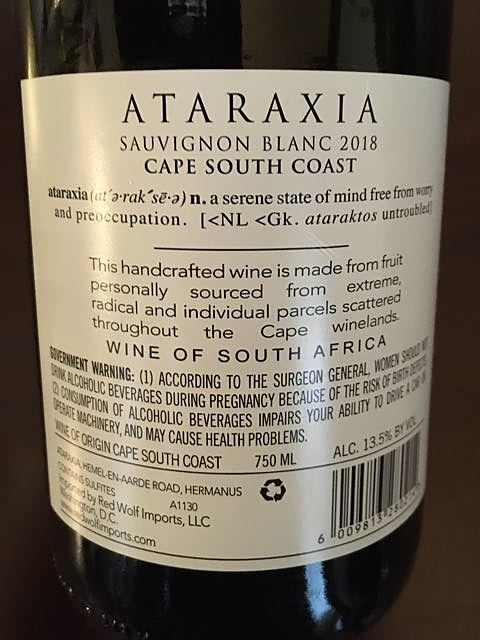 ATARAXIA
SAUVIGNON BLANC 2018
CAPE SOUTH COAST
ataraxia (at´ə·rak´sē·ə) n. a serene state of mind free from worry
and preoccupation. [<NL <Gk. ataraktos untroubled]
This handcrafted wine is made from fruit
personally sourced from extreme,
radical and individual parcels scattered
throughout the Cape winelands.
WINE OF SOUTH AFRICA
GOVERNMENT WARNING: (1) ACCORDING TO THE SURGEON GENERAL, WOMEN SHOULD NOT
DRINK ALCOHOLIC BEVERAGES DURING PREGNANCY BECAUSE OF THE RISK OF BIRTH DEFECTS.
(2) CONSUMPTION OF ALCOHOLIC BEVERAGES IMPAIRS YOUR ABILITY TO DRIVE A CAR OR
OPERATE MACHINERY, AND MAY CAUSE HEALTH PROBLEMS.
WINE OF ORIGIN CAPE SOUTH COAST 750 ML ALC. 13.5% BY VOL
ATARAXIA, HEMEL-EN-AARDE ROAD, HERMANUS
CONTAINS SULFITES A1130
Imported by Red Wolf Imports, LLC
Washington, D.C.
www.redwolfimports.com